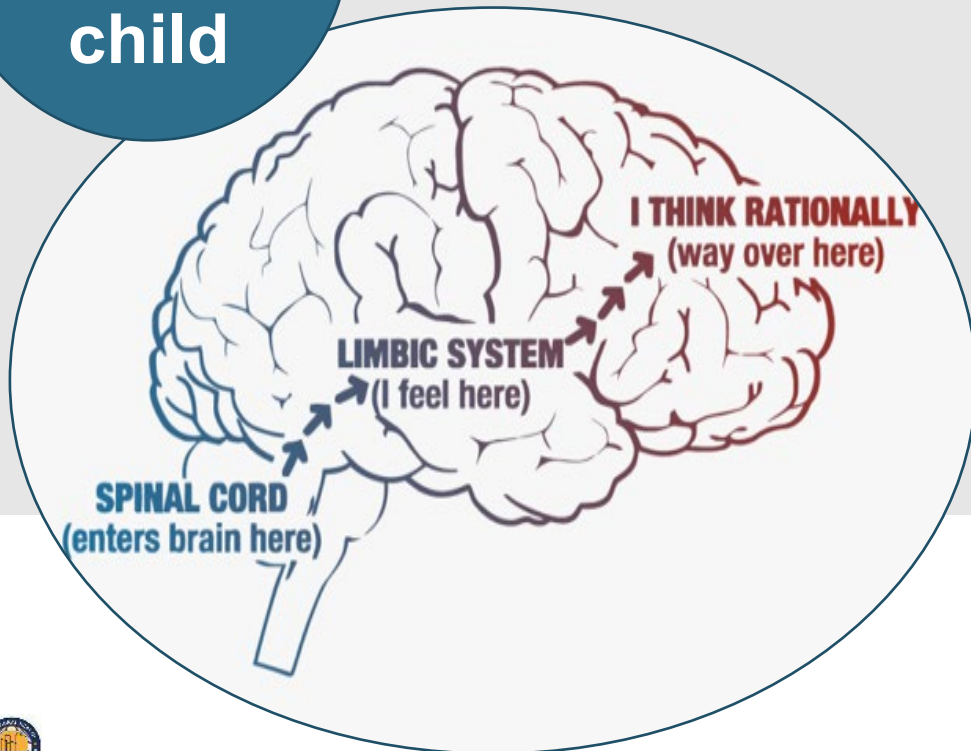 child
I THINK RATIONALLY
(way over here)
LIMBIC SYSTEM
(I feel here)
SPINAL CORD
(enters brain here)